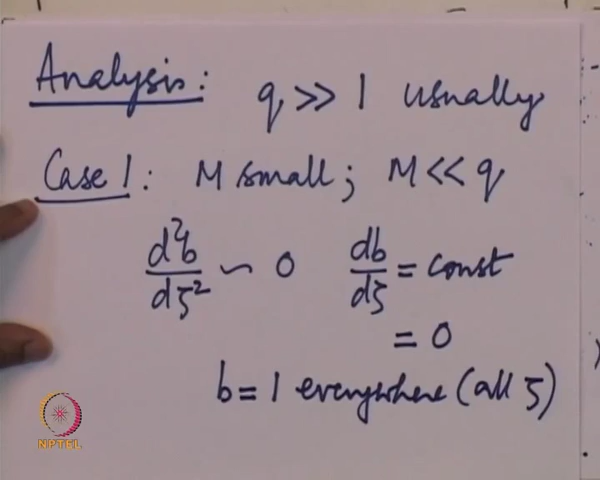 Analysis: q >> 1 usually
Case 1: M small; M << q
d²b/dζ² ~ 0 db/dζ = const
= 0
b = 1 everywhere (all ζ)
NPTEL